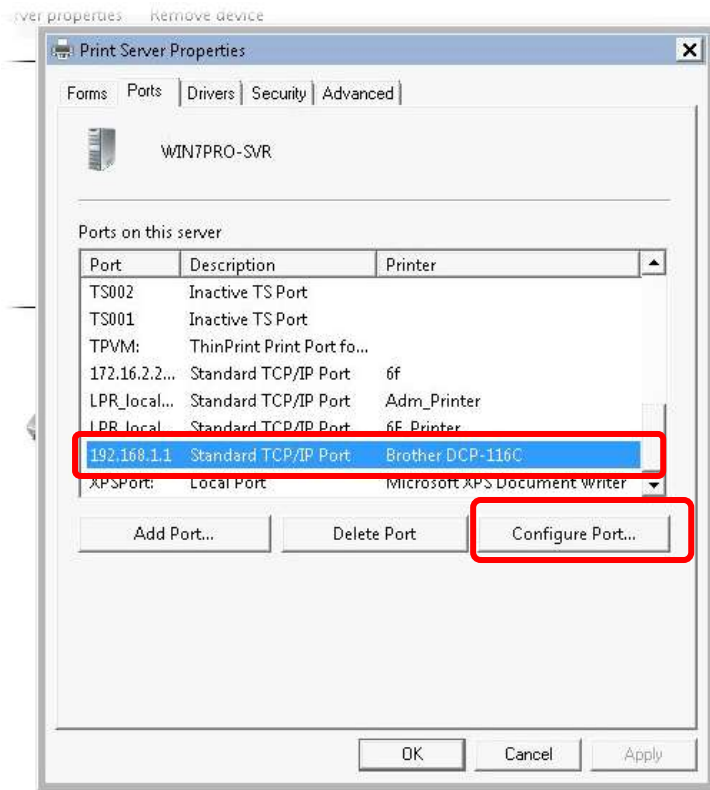 rver properties Remove device
Print Server Properties
Forms Ports Drivers Security Advanced
WIN7PRO-SVR
Ports on this server
Port Description Printer
TS002 Inactive TS Port
TS001 Inactive TS Port
TPVM: ThinPrint Print Port fo...
172.16.2.2... Standard TCP/IP Port 6f
LPR_local... Standard TCP/IP Port Adm_Printer
LPR_local... Standard TCP/IP Port 6F_Printer
192.168.1.1 Standard TCP/IP Port Brother DCP-116C
XPSPort: Local Port Microsoft XPS Document Writer
Add Port... Delete Port Configure Port...
OK Cancel Apply